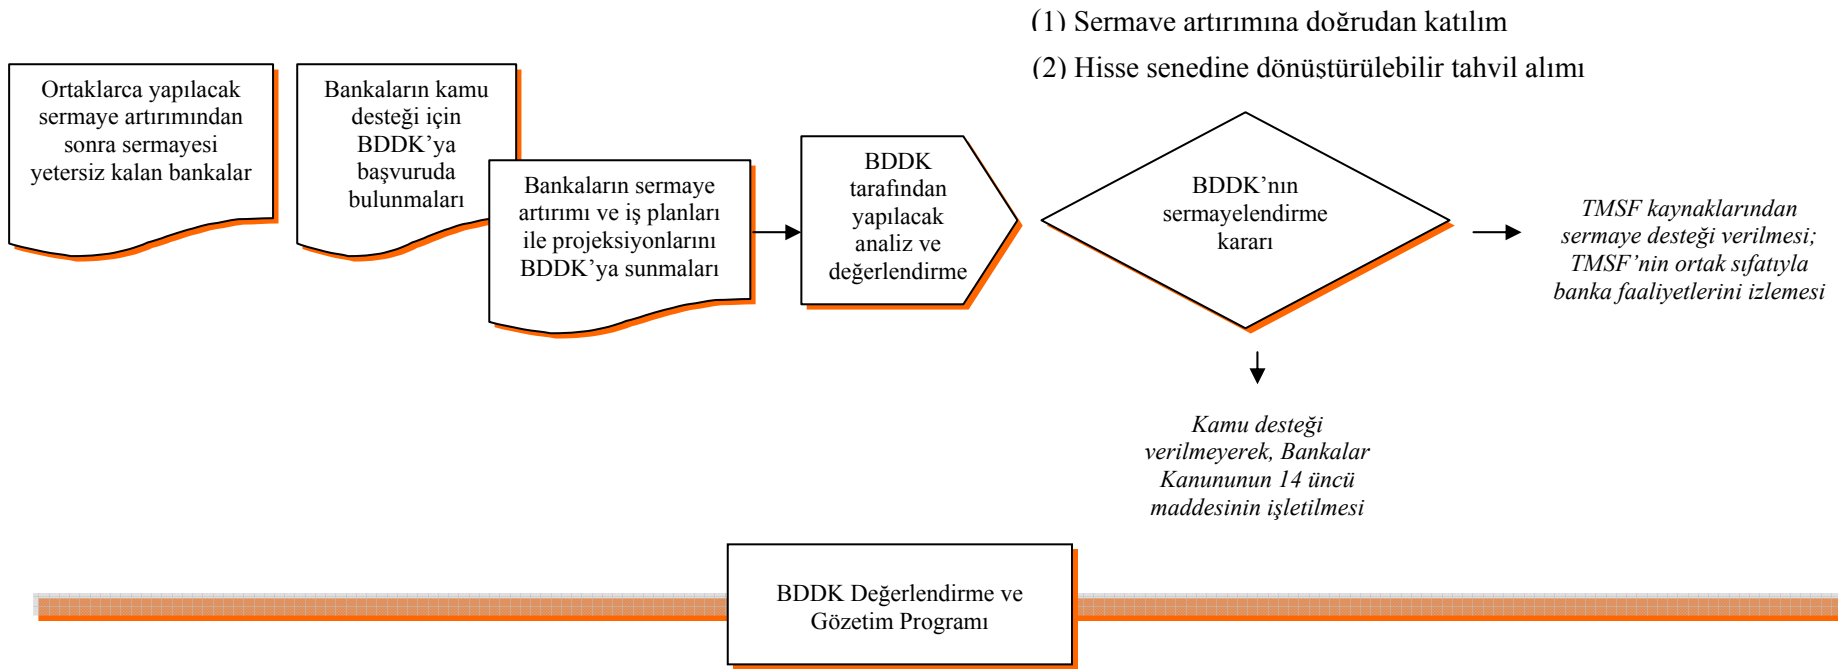 (1) Sermaye artırımına doğrudan katılım
(2) Hisse senedine dönüştürülebilir tahvil alımı
Ortaklarca yapılacak
sermaye artırımından
sonra sermayesi
yetersiz kalan bankalar
Bankaların kamu
desteği için
BDDK’ya
başvuruda
bulunmaları
Bankaların sermaye
artırımı ve iş planları
ile projeksiyonlarını
BDDK’ya sunmaları
BDDK
tarafından
yapılacak
analiz ve
değerlendirme
BDDK’nın
sermayelendirme
kararı
TMSF kaynaklarından
sermaye desteği verilmesi;
TMSF’nin ortak sıfatıyla
banka faaliyetlerini izlemesi
Kamu desteği
verilmeyerek, Bankalar
Kanununun 14 üncü
maddesinin işletilmesi
BDDK Değerlendirme ve
Gözetim Programı